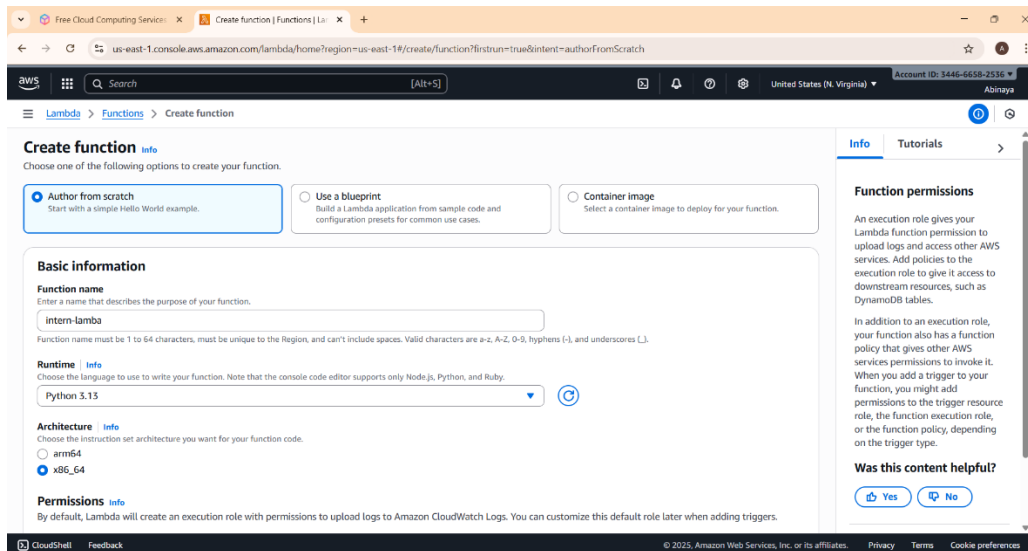 Free Cloud Computing Services
Create function | Functions | La
us-east-1.console.aws.amazon.com/lambda/home?region=us-east-1#/create/function?firstrun=true&intent=authorFromScratch
A
aws
Search
[Alt+S]
United States (N. Virginia)
Account ID: 3446-6658-2536
Abinaya
Lambda > Functions > Create function
Create function Info
Choose one of the following options to create your function.
Author from scratch
Start with a simple Hello World example.
Use a blueprint
Build a Lambda application from sample code and
configuration presets for common use cases.
Container image
Select a container image to deploy for your function.
Basic information
Function name
Enter a name that describes the purpose of your function.
intern-lamba
Function name must be 1 to 64 characters, must be unique to the Region, and can't include spaces. Valid characters are a-z, A-Z, 0-9, hyphens (-), and underscores (_).
Runtime | Info
Choose the language to use to write your function. Note that the console code editor supports only Node.js, Python, and Ruby.
Python 3.13
Architecture | Info
Choose the instruction set architecture you want for your function code.
arm64
x86_64
Permissions Info
By default, Lambda will create an execution role with permissions to upload logs to Amazon CloudWatch Logs. You can customize this default role later when adding triggers.
Info
Tutorials
Function permissions
An execution role gives your
Lambda function permission to
upload logs and access other AWS
services. Add policies to the
execution role to give it access to
downstream resources, such as
DynamoDB tables.
In addition to an execution role,
your function also has a function
policy that gives other AWS
services permissions to invoke it.
When you add a trigger to your
function, you might add
permissions to the trigger resource
role, the function execution role,
or the function policy, depending
on the trigger type.
Was this content helpful?
Yes
No
CloudShell
Feedback
© 2025, Amazon Web Services, Inc. or its affiliates.
Privacy
Terms
Cookie preferences